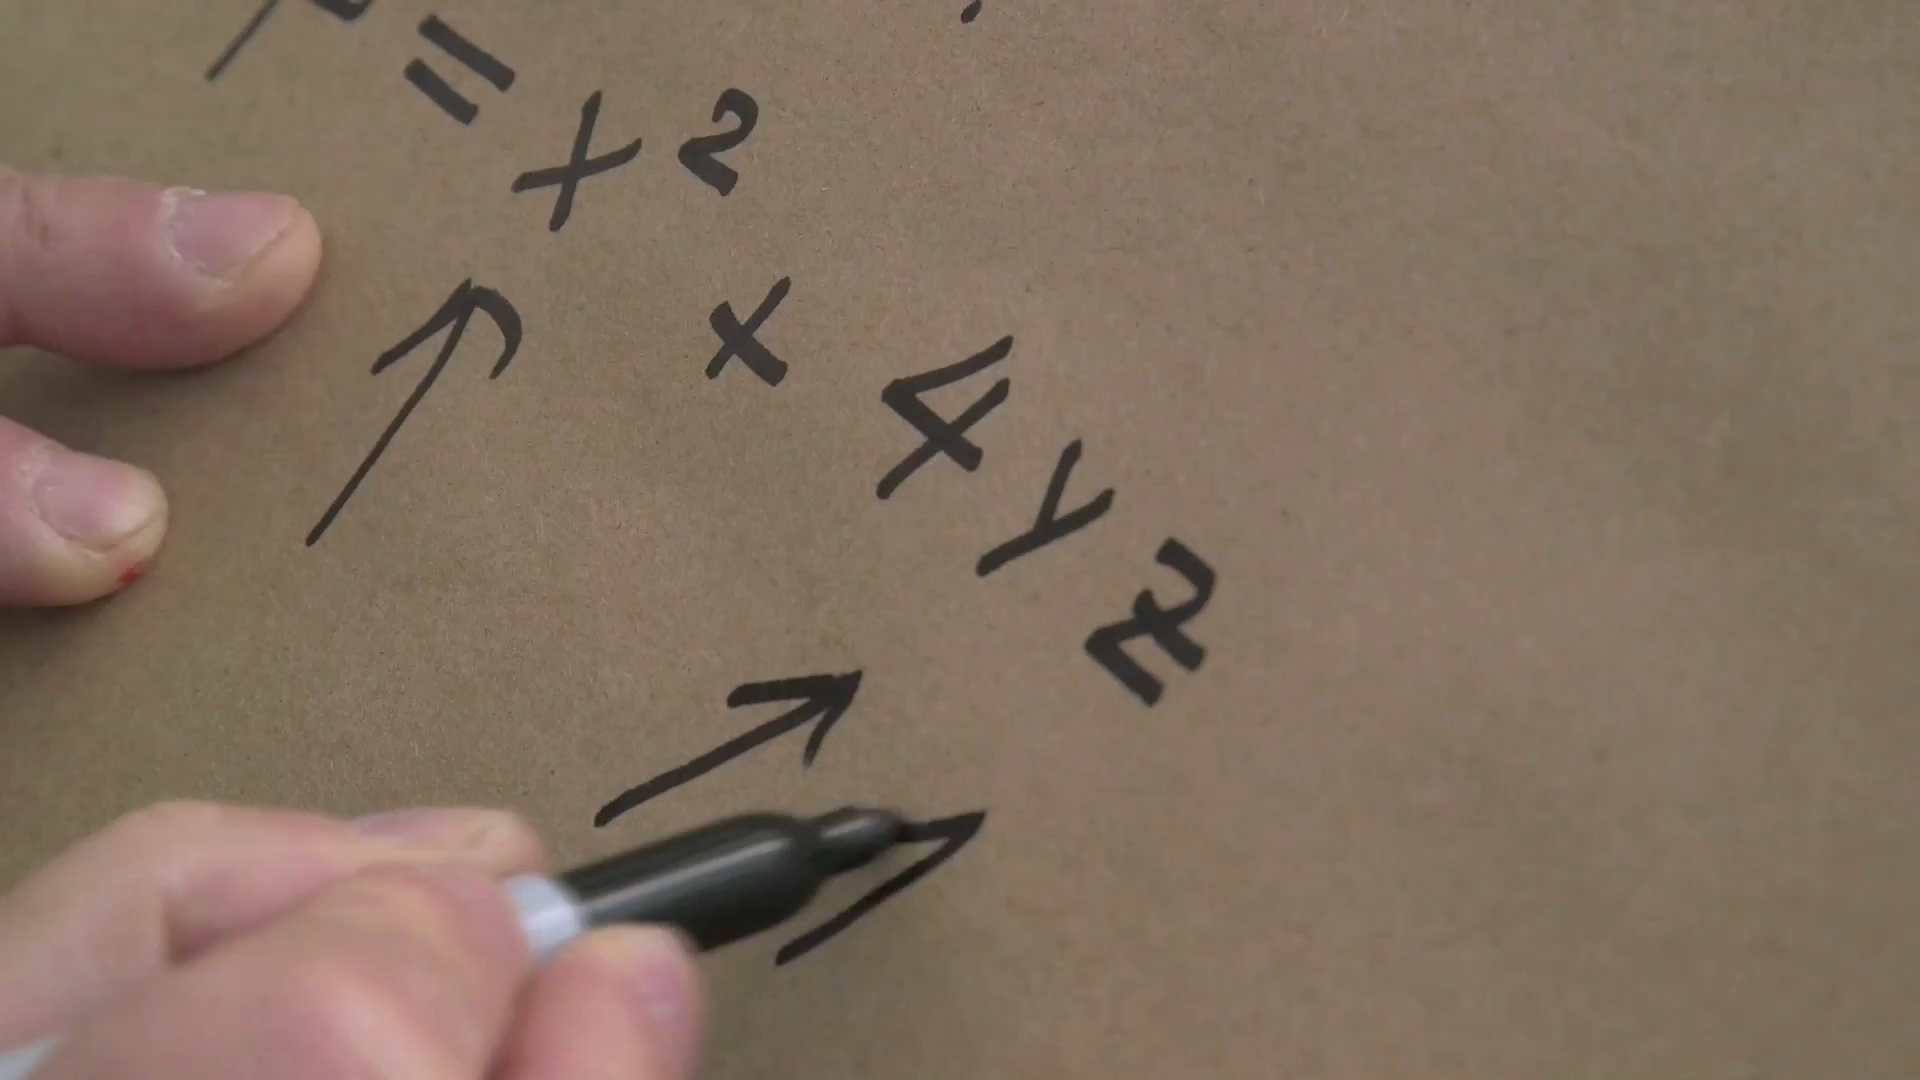 = x² x 4yz